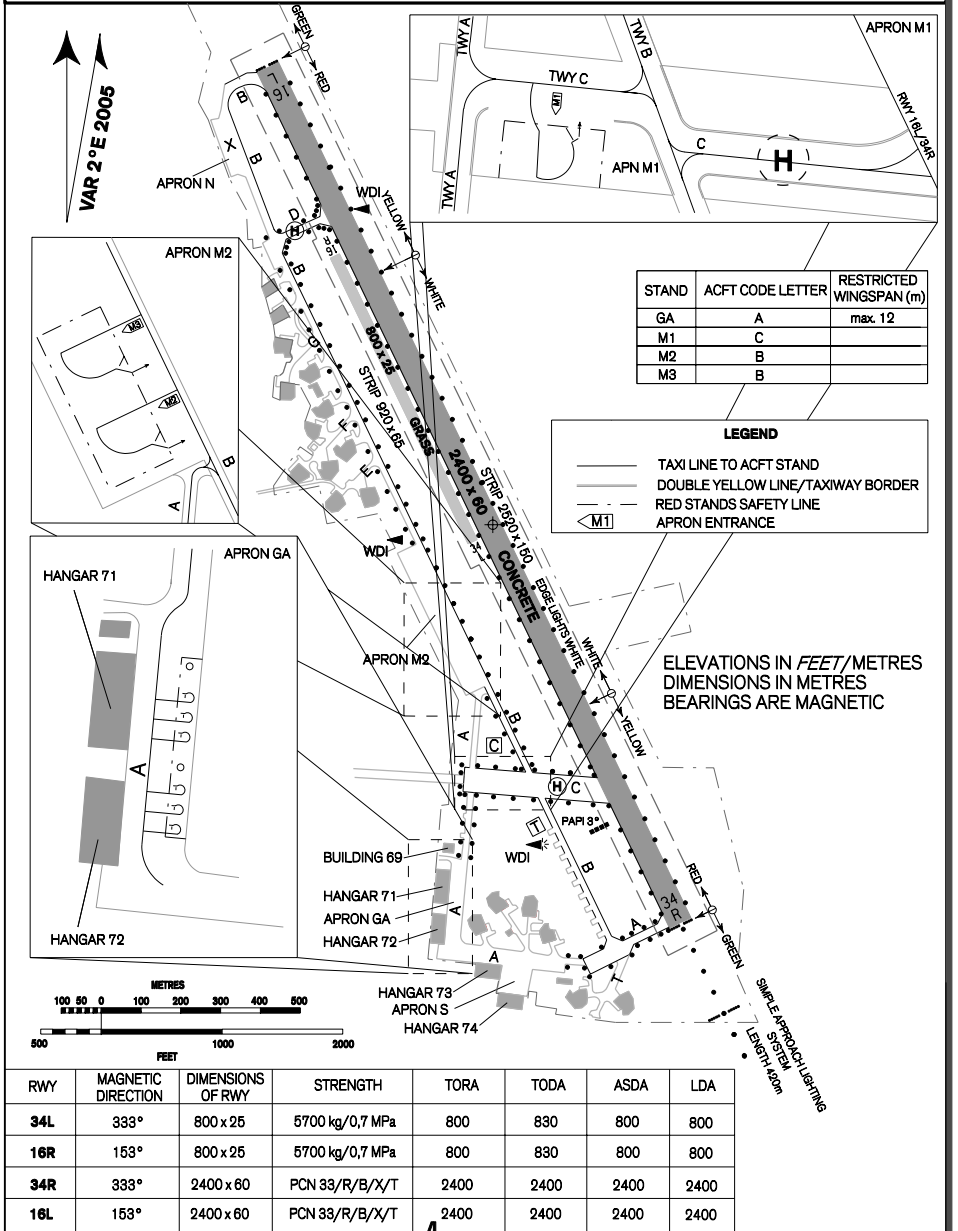 GREEN
RED
16
L
VAR 2°E 2005
B
X
B
APRON N
D
H
16
R
B
WDI
YELLOW
WHITE
G
800 x 25
STRIP 920x65
GRASS
F
E
2400 x 60
STRIP 2520x150
WDI
34
L
CONCRETE
EDGE LIGHTS WHITE
WHITE
YELLOW
APRON M2
B
A
C
H
C
PAPI 3°
T
WDI
B
BUILDING 69
HANGAR 71
APRON GA
HANGAR 72
A
A
A
T
34
R
RED
GREEN
HANGAR 73
APRON S
HANGAR 74
SIMPLE APPROACH LIGHTING
SYSTEM
LENGTH 420m
APRON M1
TWY A
TWY B
TWY C
M1
C
RWY 16L/34R
H
APN M1
TWY A
APRON M2
M3
M2
B
A
APRON GA
HANGAR 71
A
A
HANGAR 72
STAND ACFT CODE LETTER RESTRICTED
WINGSPAN (m)
GA A max. 12
M1 C
M2 B
M3 B
LEGEND
TAXI LINE TO ACFT STAND
DOUBLE YELLOW LINE/TAXIWAY BORDER
RED STANDS SAFETY LINE
M1 APRON ENTRANCE
ELEVATIONS IN FEET/METRES
DIMENSIONS IN METRES
BEARINGS ARE MAGNETIC
METRES
100 50 0 100 200 300 400 500
500 1000 2000
FEET
RWY MAGNETIC DIMENSIONS STRENGTH TORA TODA ASDA LDA
DIRECTION OF RWY
34L 333° 800 x 25 5700 kg/0,7 MPa 800 830 800 800
16R 153° 800 x 25 5700 kg/0,7 MPa 800 830 800 800
34R 333° 2400 x 60 PCN 33/R/B/X/T 2400 2400 2400 2400
16L 153° 2400 x 60 PCN 33/R/B/X/T 2400 2400 2400 2400